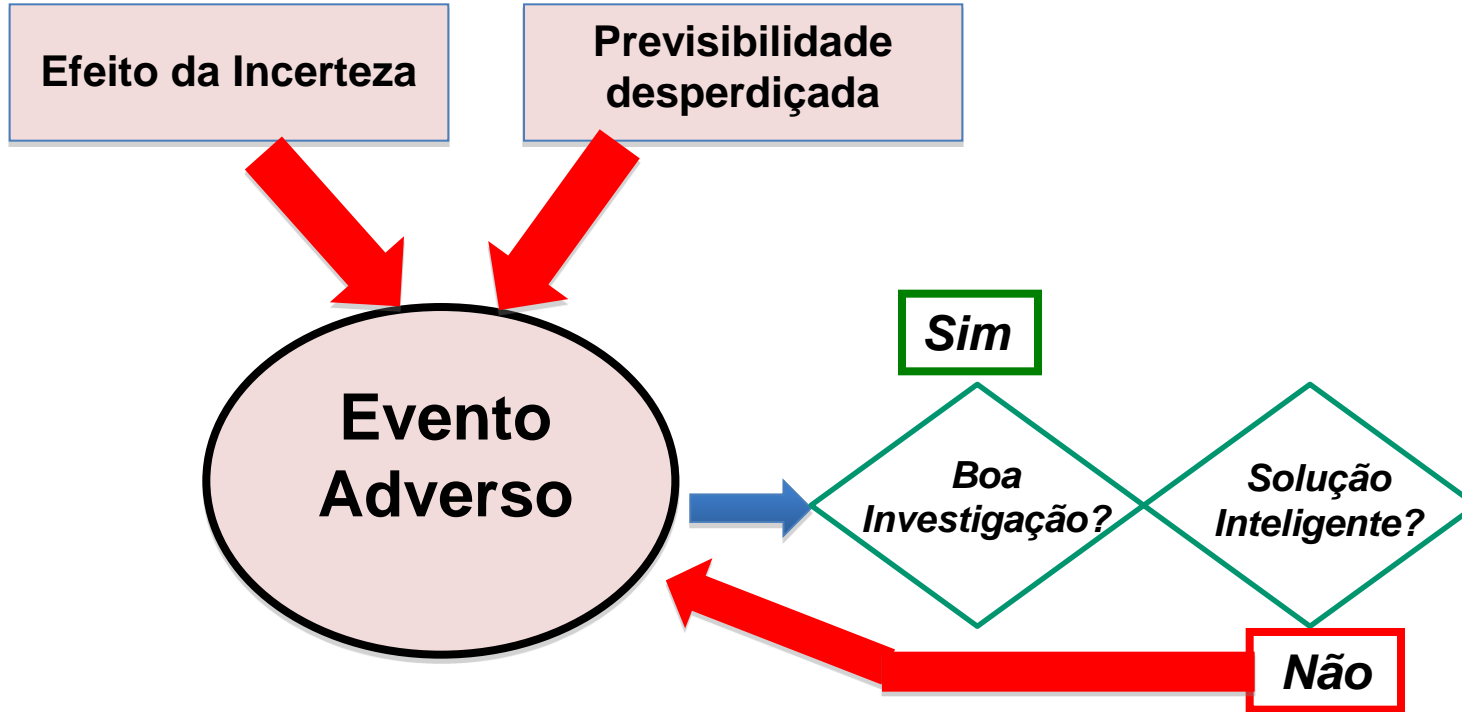 Efeito da Incerteza
Previsibilidade
desperdiçada
Evento
Adverso
Sim
Boa
Investigação?
Solução
Inteligente?
Não